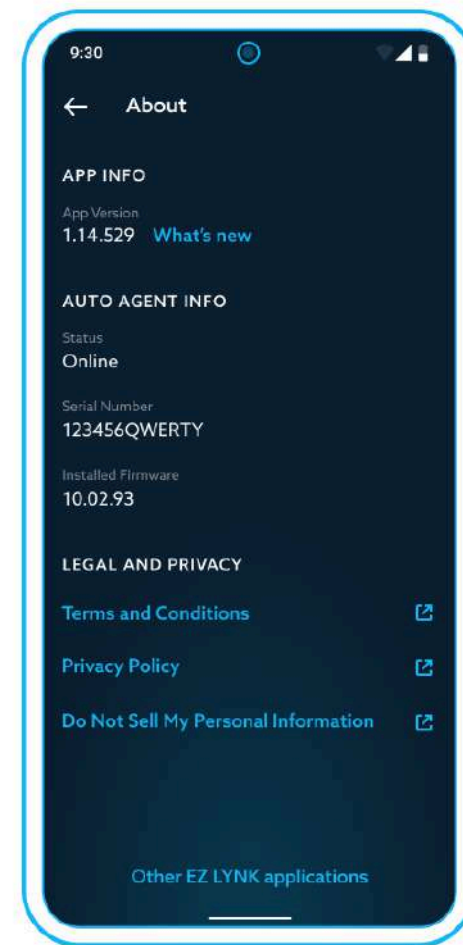 9:30
About
APP INFO
App Version
1.14.529 What's new
AUTO AGENT INFO
Status
Online
Serial Number
123456QWERTY
Installed Firmware
10.02.93
LEGAL AND PRIVACY
Terms and Conditions
Privacy Policy
Do Not Sell My Personal Information
Other EZ LYNK applications